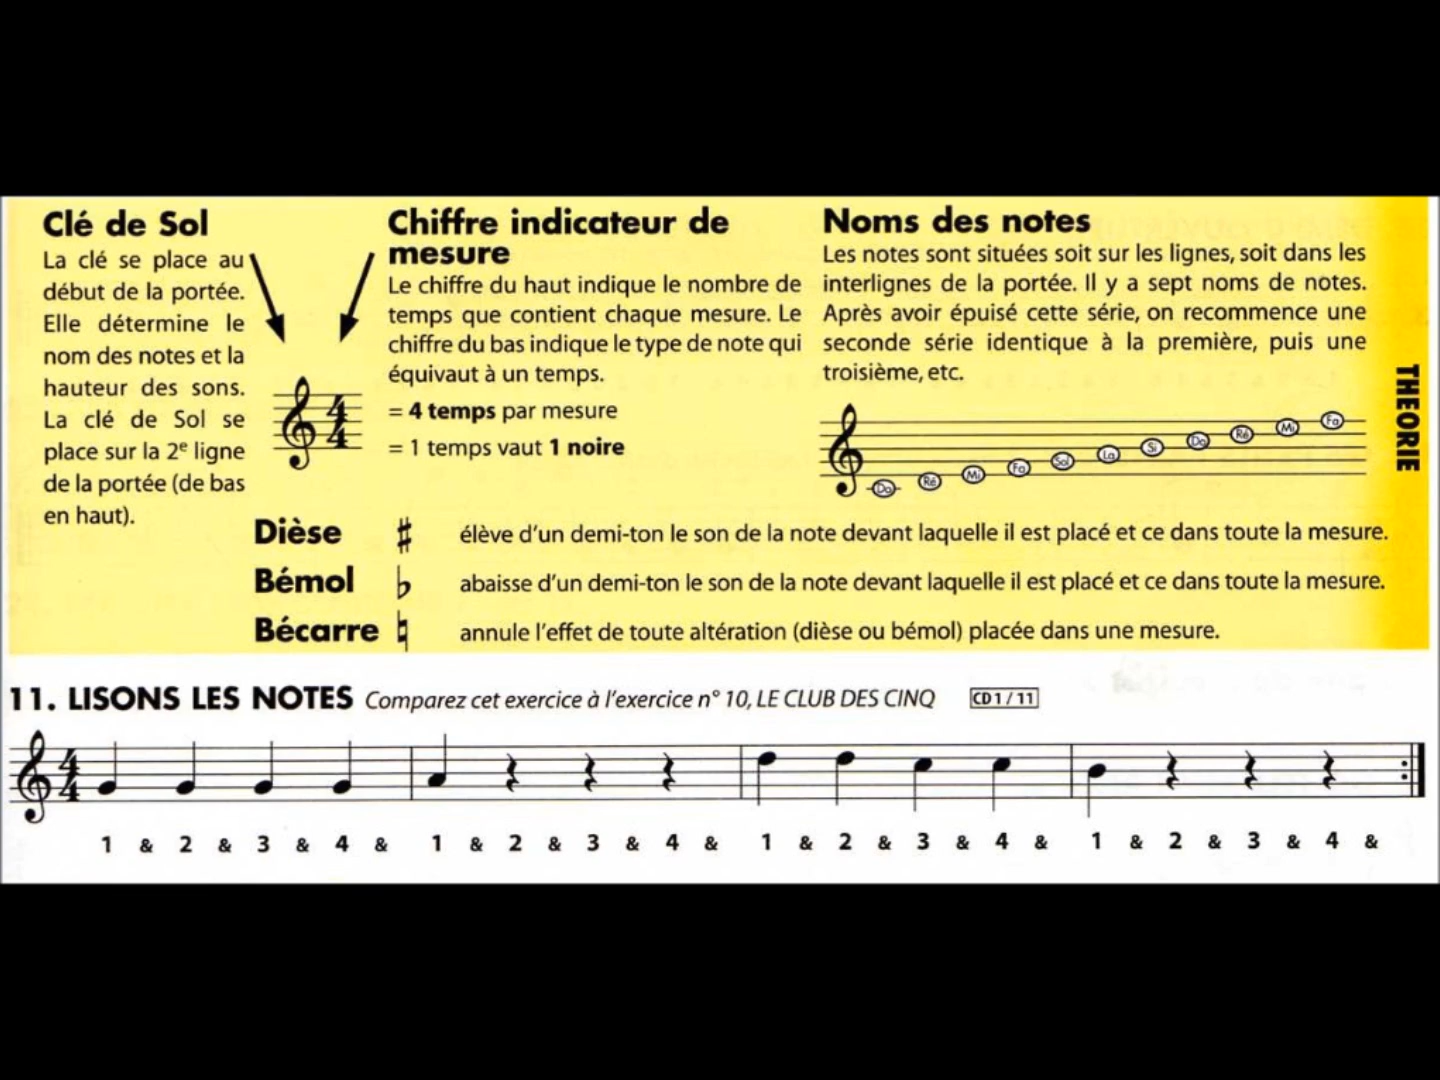 Clé de Sol
La clé se place au
début de la portée.
Elle détermine le
nom des notes et la
hauteur des sons.
La clé de Sol se
place sur la 2e ligne
de la portée (de bas
en haut).
4
4
Chiffre indicateur de
mesure
Le chiffre du haut indique le nombre de
temps que contient chaque mesure. Le
chiffre du bas indique le type de note qui
équivaut à un temps.
= 4 temps par mesure
= 1 temps vaut 1 noire
Noms des notes
Les notes sont situées soit sur les lignes, soit dans les
interlignes de la portée. Il y a sept noms de notes.
Après avoir épuisé cette série, on recommence une
seconde série identique à la première, puis une
troisième, etc.
Do Ré Mi Fa Sol La Si Do Ré Mi Fa
THEORIE
Dièse ♯ élève d'un demi-ton le son de la note devant laquelle il est placé et ce dans toute la mesure.
Bémol ♭ abaisse d'un demi-ton le son de la note devant laquelle il est placé et ce dans toute la mesure.
Bécarre ♮ annule l'effet de toute altération (dièse ou bémol) placée dans une mesure.
11. LISONS LES NOTES Comparez cet exercice à l'exercice n° 10, LE CLUB DES CINQ CD 1 / 11
4
4
1 & 2 & 3 & 4 & 1 & 2 & 3 & 4 & 1 & 2 & 3 & 4 & 1 & 2 & 3 & 4 &